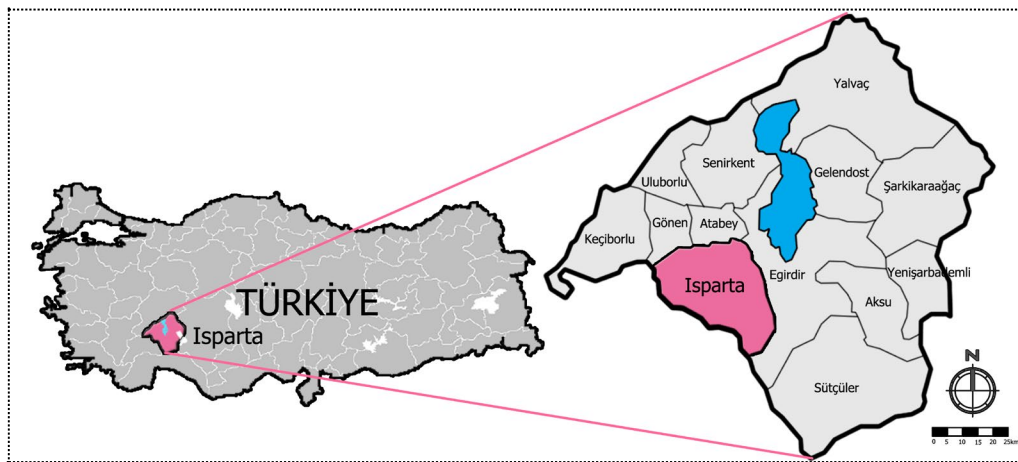 TÜRKİYE
Isparta
Yalvaç
Senirkent
Gelendost
Uluborlu
Şarkikaraağaç
Gönen
Atabey
Keçiborlu
Egirdir
Yenişarbademli
Isparta
Aksu
Sütçüler
N
0 5 10 15 20 25km